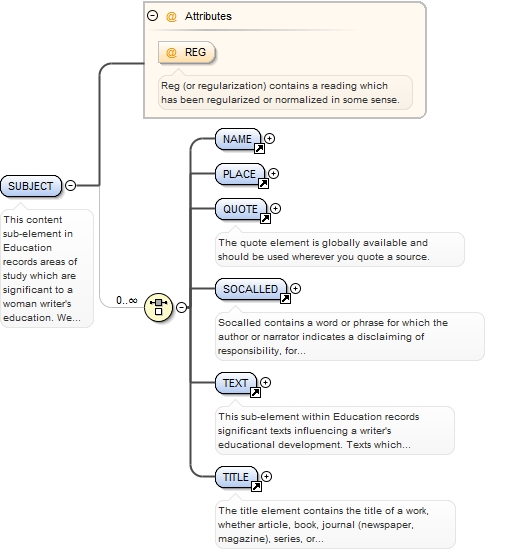 Attributes
@ REG
Reg (or regularization) contains a reading which
has been regularized or normalized in some sense.
NAME
PLACE
SUBJECT
This content
sub-element in
Education
records areas of
study which are
significant to a
woman writer's
education. We...
QUOTE
The quote element is globally available and
should be used wherever you quote a source.
0..∞
SOCALLED
Socalled contains a word or phrase for which the
author or narrator indicates a disclaiming of
responsibility, for...
TEXT
This sub-element within Education records
significant texts influencing a writer's
educational development. Texts which...
TITLE
The title element contains the title of a work,
whether article, book, journal (newspaper,
magazine), series, or...